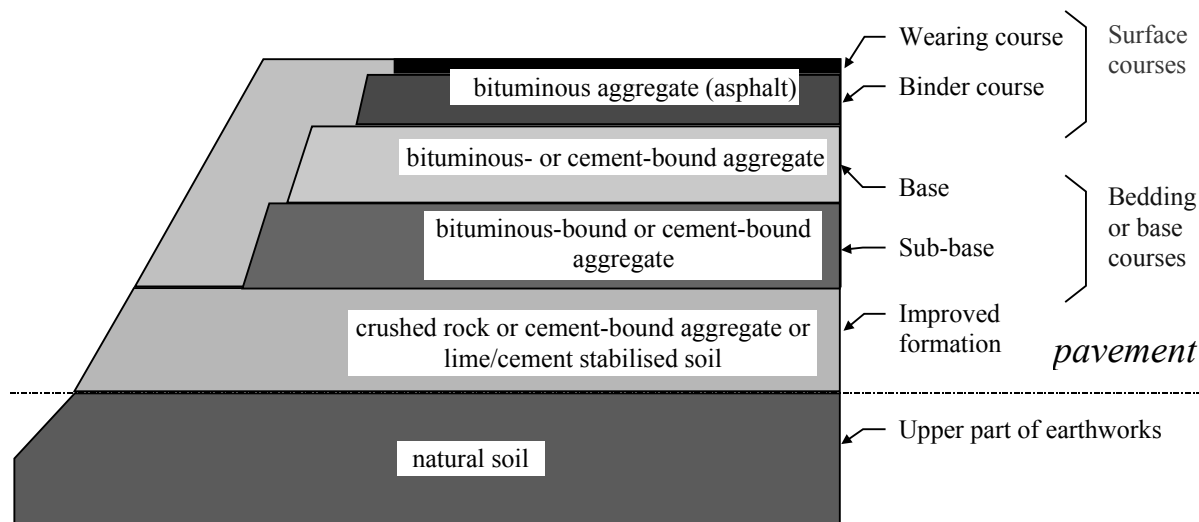 Wearing course
Surface
courses
bituminous aggregate (asphalt)
Binder course
bituminous- or cement-bound aggregate
Base
Bedding
or base
courses
bituminous-bound or cement-bound
aggregate
Sub-base
crushed rock or cement-bound aggregate or
lime/cement stabilised soil
Improved
formation
pavement
Upper part of earthworks
natural soil